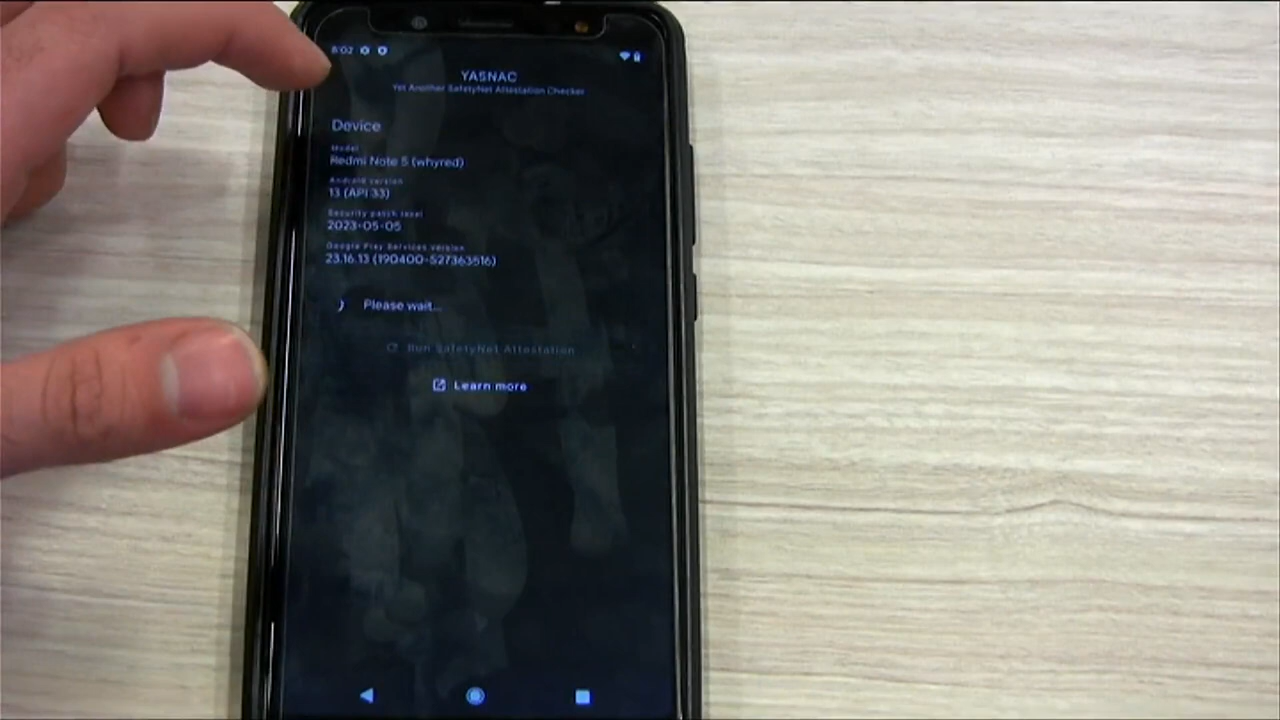 8:02
YASNAC
Yet Another SafetyNet Attestation Checker
Device
Model
Redmi Note 5 (whyred)
Android version
13 (API 33)
Security patch level
2023-05-05
Google Play Services version
23.16.13 (190400-527363516)
Please wait...
Run SafetyNet Attestation
Learn more